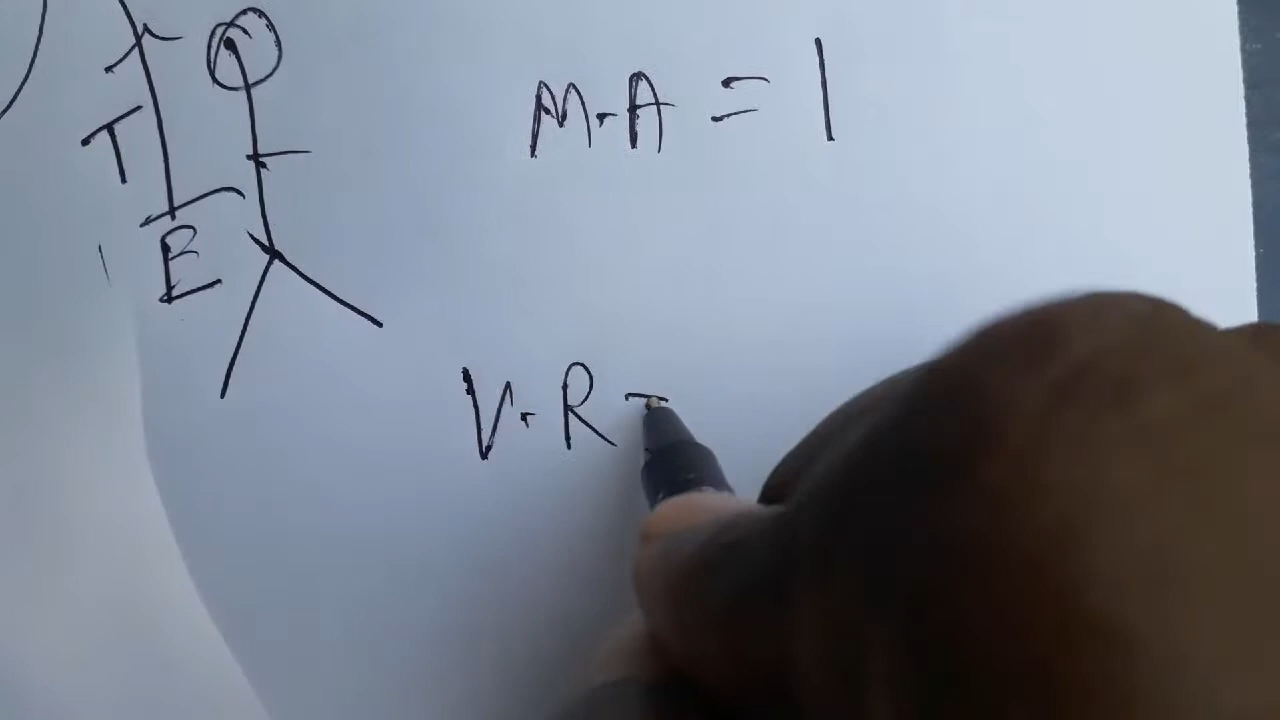 T
E
M.A = 1
V.R =